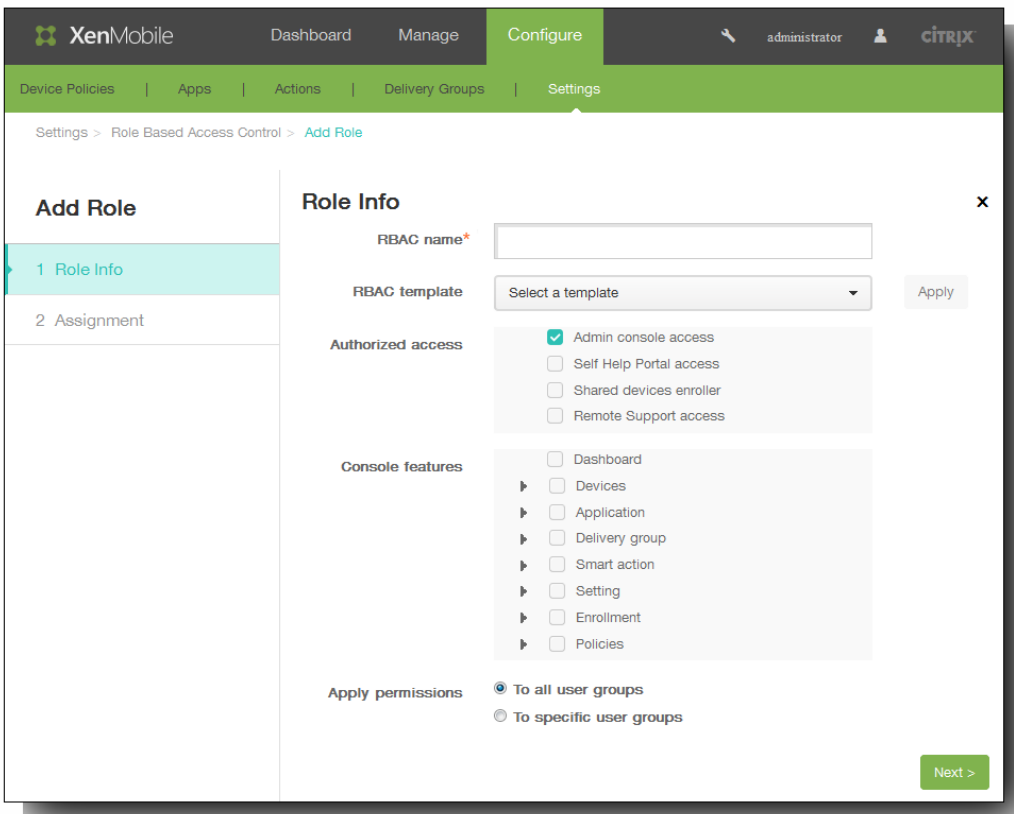 XenMobile Dashboard Manage Configure administrator CITRIX
Device Policies | Apps | Actions | Delivery Groups | Settings
Settings > Role Based Access Control > Add Role
Add Role
1 Role Info
2 Assignment
Role Info
RBAC name*
RBAC template Select a template Apply
Authorized access
Admin console access
Self Help Portal access
Shared devices enroller
Remote Support access
Console features
Dashboard
Devices
Application
Delivery group
Smart action
Setting
Enrollment
Policies
Apply permissions
To all user groups
To specific user groups
Next >